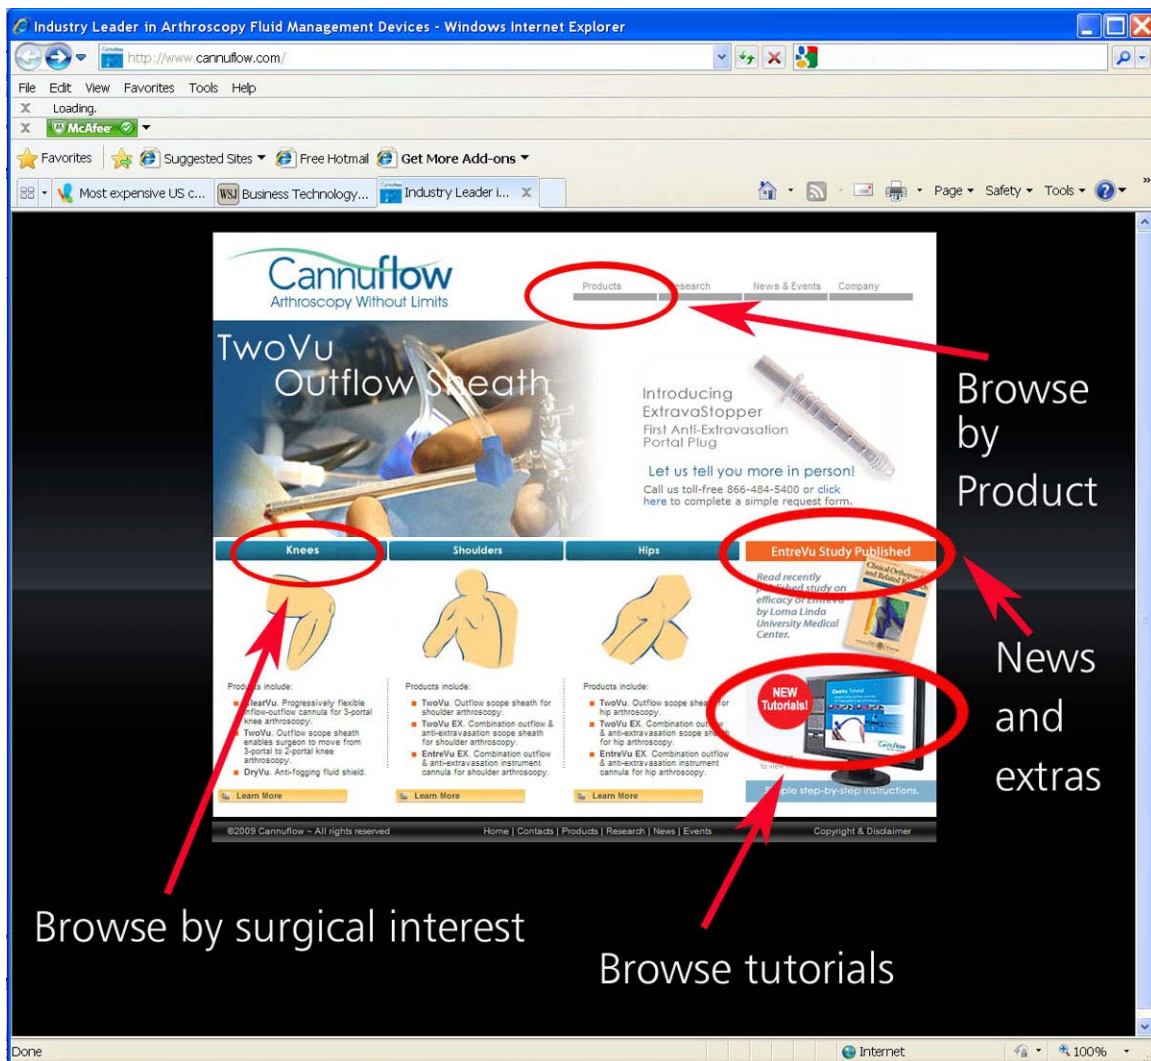 Industry Leader in Arthroscopy Fluid Management Devices - Windows Internet Explorer
http://www.cannuflow.com/
File Edit View Favorites Tools Help
X Loading.
X McAfee
Favorites Suggested Sites Free Hotmail Get More Add-ons
Most expensive US c... WSJ Business Technology... Industry Leader i... X Page Safety Tools »
Cannuflow
Arthroscopy Without Limits
Products Research News & Events Company
TwoVu
Outflow Sheath
Introducing
ExtravaStopper
First Anti-Extravasation
Portal Plug
Let us tell you more in person!
Call us toll-free 866-484-5400 or click
here to complete a simple request form.
Browse
by
Product
Knees Shoulders Hips EntreVu Study Published
Read recently
published study on
efficacy of EntreVu
by Loma Linda
University Medical
Center.
Clinical Orthopaedics
and Related Research
News
and
extras
Products include:
ClearVu. Progressively flexible
inflow-outflow cannula for 3-portal
knee arthroscopy.
TwoVu. Outflow scope sheath
enables surgeon to move from
3-portal to 2-portal knee
arthroscopy.
DryVu. Anti-fogging fluid shield.
Learn More
Products include:
TwoVu. Outflow scope sheath for
shoulder arthroscopy.
TwoVu EX. Combination outflow &
anti-extravasation scope sheath
for shoulder arthroscopy.
EntreVu EX. Combination outflow
& anti-extravasation instrument
cannula for shoulder arthroscopy.
Learn More
Products include:
TwoVu. Outflow scope sheath for
hip arthroscopy.
TwoVu EX. Combination outflow
& anti-extravasation scope sheath
for hip arthroscopy.
EntreVu EX. Combination outflow
& anti-extravasation instrument
cannula for hip arthroscopy.
Learn More
NEW
Tutorials!
ClearVu Tutorial
Cannuflow
Simple step-by-step instructions.
©2009 Cannuflow ~ All rights reserved Home | Contacts | Products | Research | News | Events Copyright & Disclaimer
Browse by surgical interest
Browse tutorials
Done Internet 100%